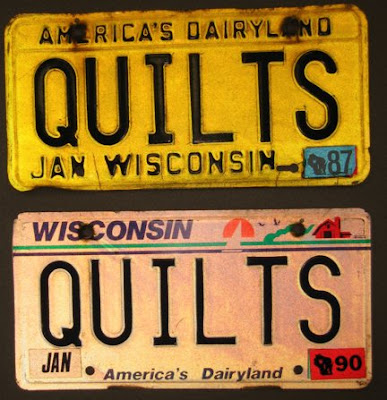 AMERICA'S DAIRYLAND
QUILTS
JAN WISCONSIN 87
WISCONSIN
QUILTS
JAN America's Dairyland 90